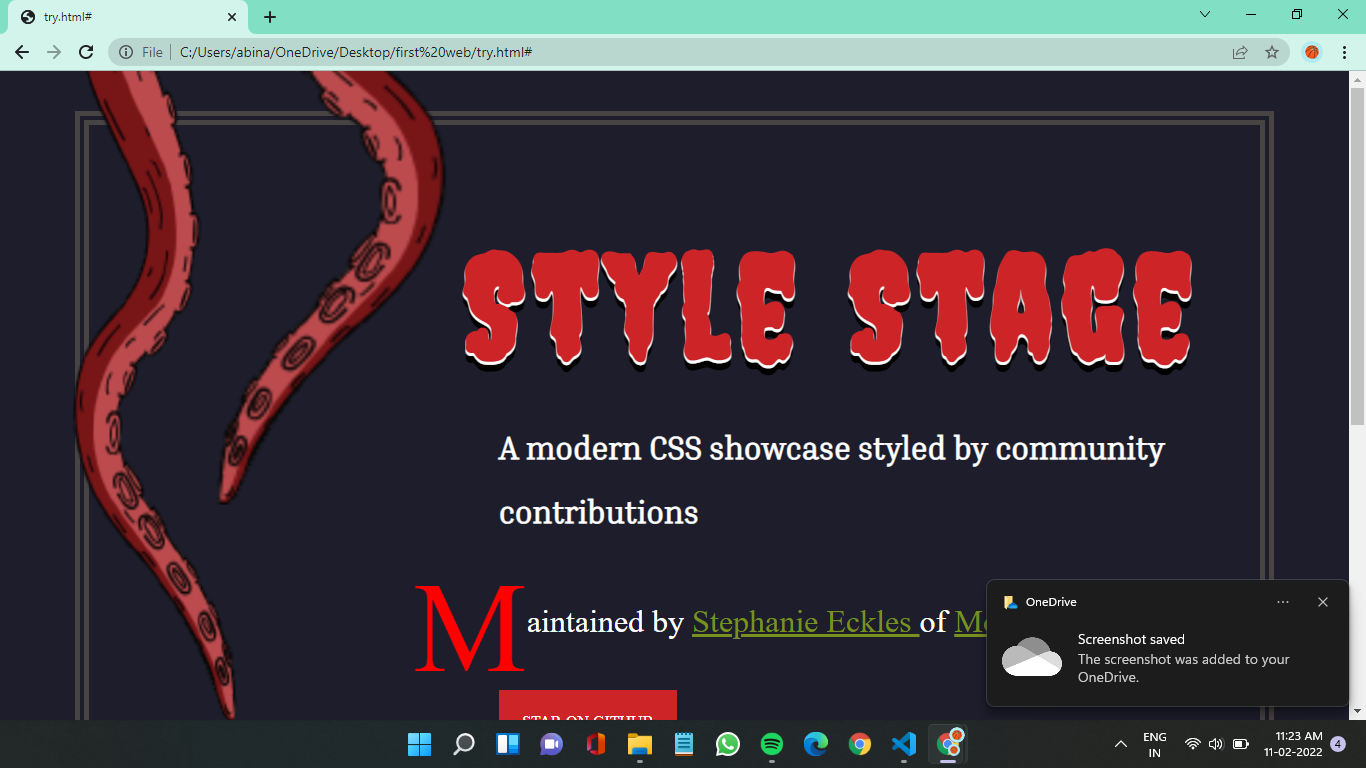 try.html#
File
C:/Users/abina/OneDrive/Desktop/first%20web/try.html#
STYLE STAGE
A modern CSS showcase styled by community
contributions
Maintained by Stephanie Eckles of
STAR ON GITHUB
OneDrive
Screenshot saved
The screenshot was added to your
OneDrive.
ENG
IN
11:23 AM
11-02-2022
4